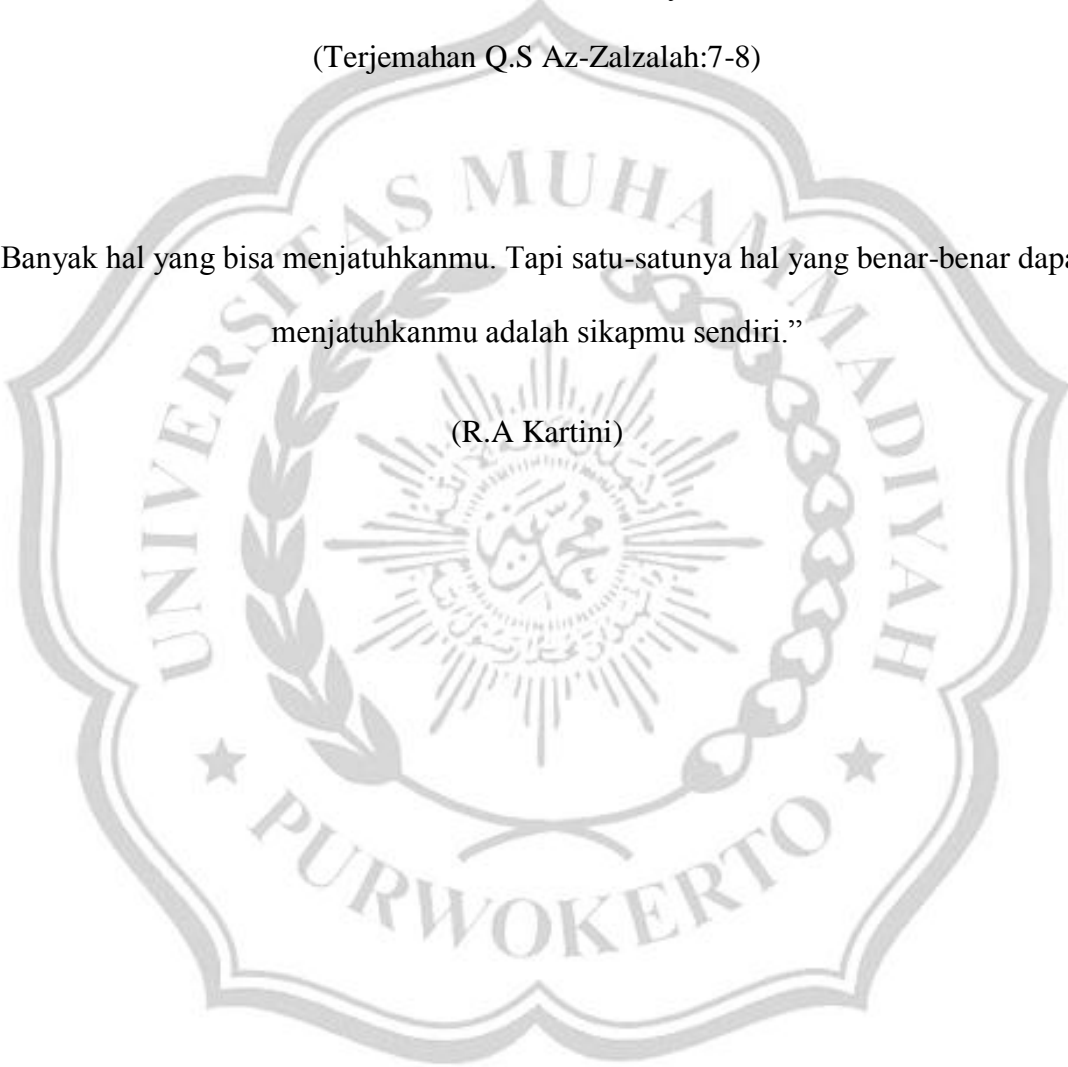 (Terjemahan Q.S Az-Zalzalah:7-8)
UNIVERSITAS MUHAMMADIYAH
Banyak hal yang bisa menjatuhkanmu. Tapi satu-satunya hal yang benar-benar dapa
menjatuhkanmu adalah sikapmu sendiri.”
(R.A Kartini)
PURWOKERTO